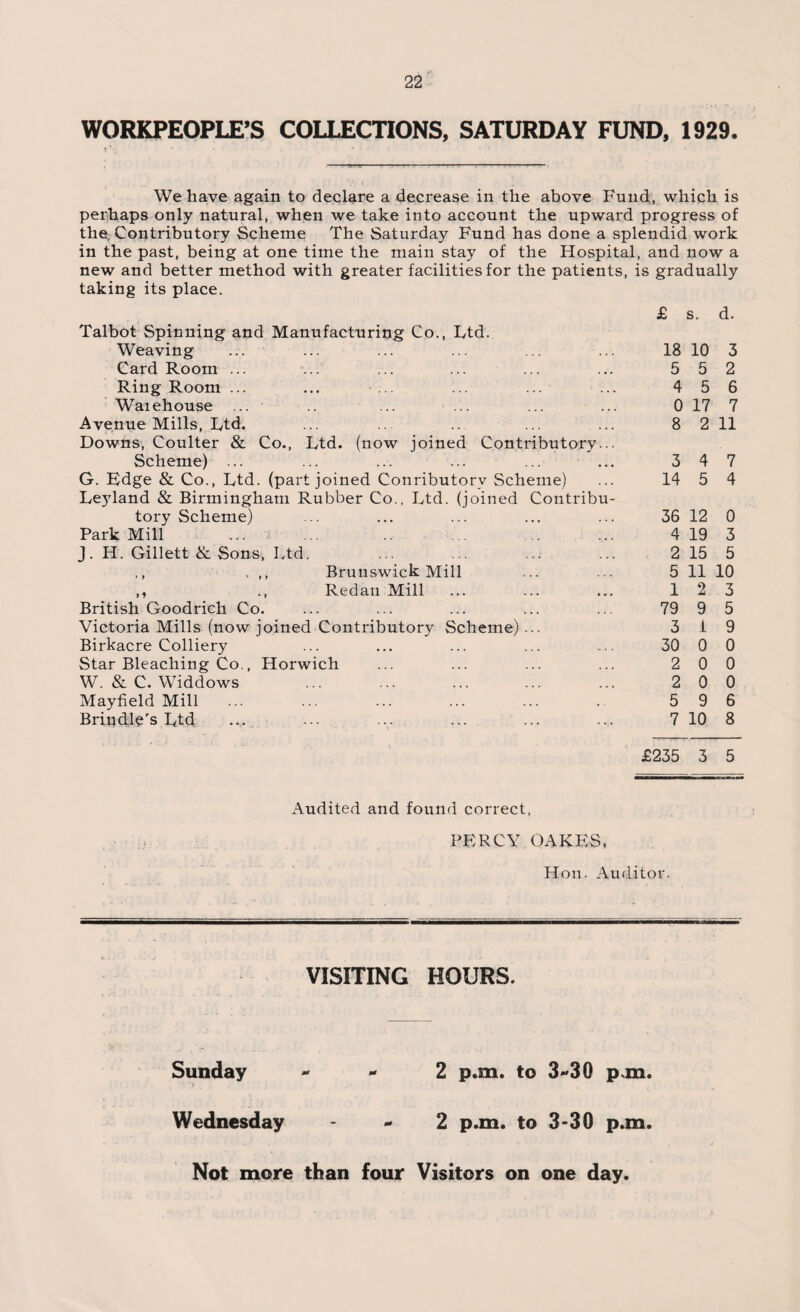 22
WORKPEOPLE'S COLLECTIONS, SATURDAY FUND, 1929.
We have again to declare a decrease in the above Fund, which is
perhaps only natural, when we take into account the upward progress of
the Contributory Scheme The Saturday Fund has done a splendid work
in the past, being at one time the main stay of the Hospital, and now a
new and better method with greater facilities for the patients, is gradually
taking its place.
£ s. d.
Talbot Spinning and Manufacturing Co., Ltd.
Weaving ... ... ... ... ... ... 18 10 3
Card Room ... ... ... ... ... ... 5 5 2
Ring Room ... ... ... ... ... ... 4 5 6
Warehouse ... .. ... ... ... ... 0 17 7
Avenue Mills, Ltd. ... .. .. ... ... 8 2 11
Downs, Coulter & Co., Ltd. (now joined Contributory...
Scheme) ... ... ... ... ... ... 3 4 7
G. Edge & Co., Ltd. (part joined Conributory Scheme) ... 14 5 4
Leyland & Birmingham Rubber Co., Ltd. (joined Contribu-
tory Scheme) ... ... ... ... ... 36 12 0
Park Mill ... ... .. ... ... ... 4 19 3
J. H. Gillett & Sons, Ltd. ... ... ... ... 2 15 5
,, ,, Brunswick Mill ... ... 5 11 10
,, ., Redan Mill ... ... ... 1 2 3
British Goodrich Co. ... ... ... ... ... 79 9 5
Victoria Mills (now joined Contributory Scheme) ... 3 1 9
Birkacre Colliery ... ... ... ... ... 30 0 0
Star Bleaching Co., Horwich ... ... ... ... 2 0 0
W. & C. Widdows ... ... ... ... ... 2 0 0
Mayfield Mill ... ... ... ... ... . 5 9 6
Brindle's Ltd ... ... ... ... ... ... 7 10 8
£235 3 5
Audited and found correct,
PERCY OAKES,
Hon. Auditor.
VISITING HOURS.
Sunday - - 2 p.m. to 3-30 p.m.
Wednesday - - 2 p.m. to 3-30 p.m.
Not more than four Visitors on one day.